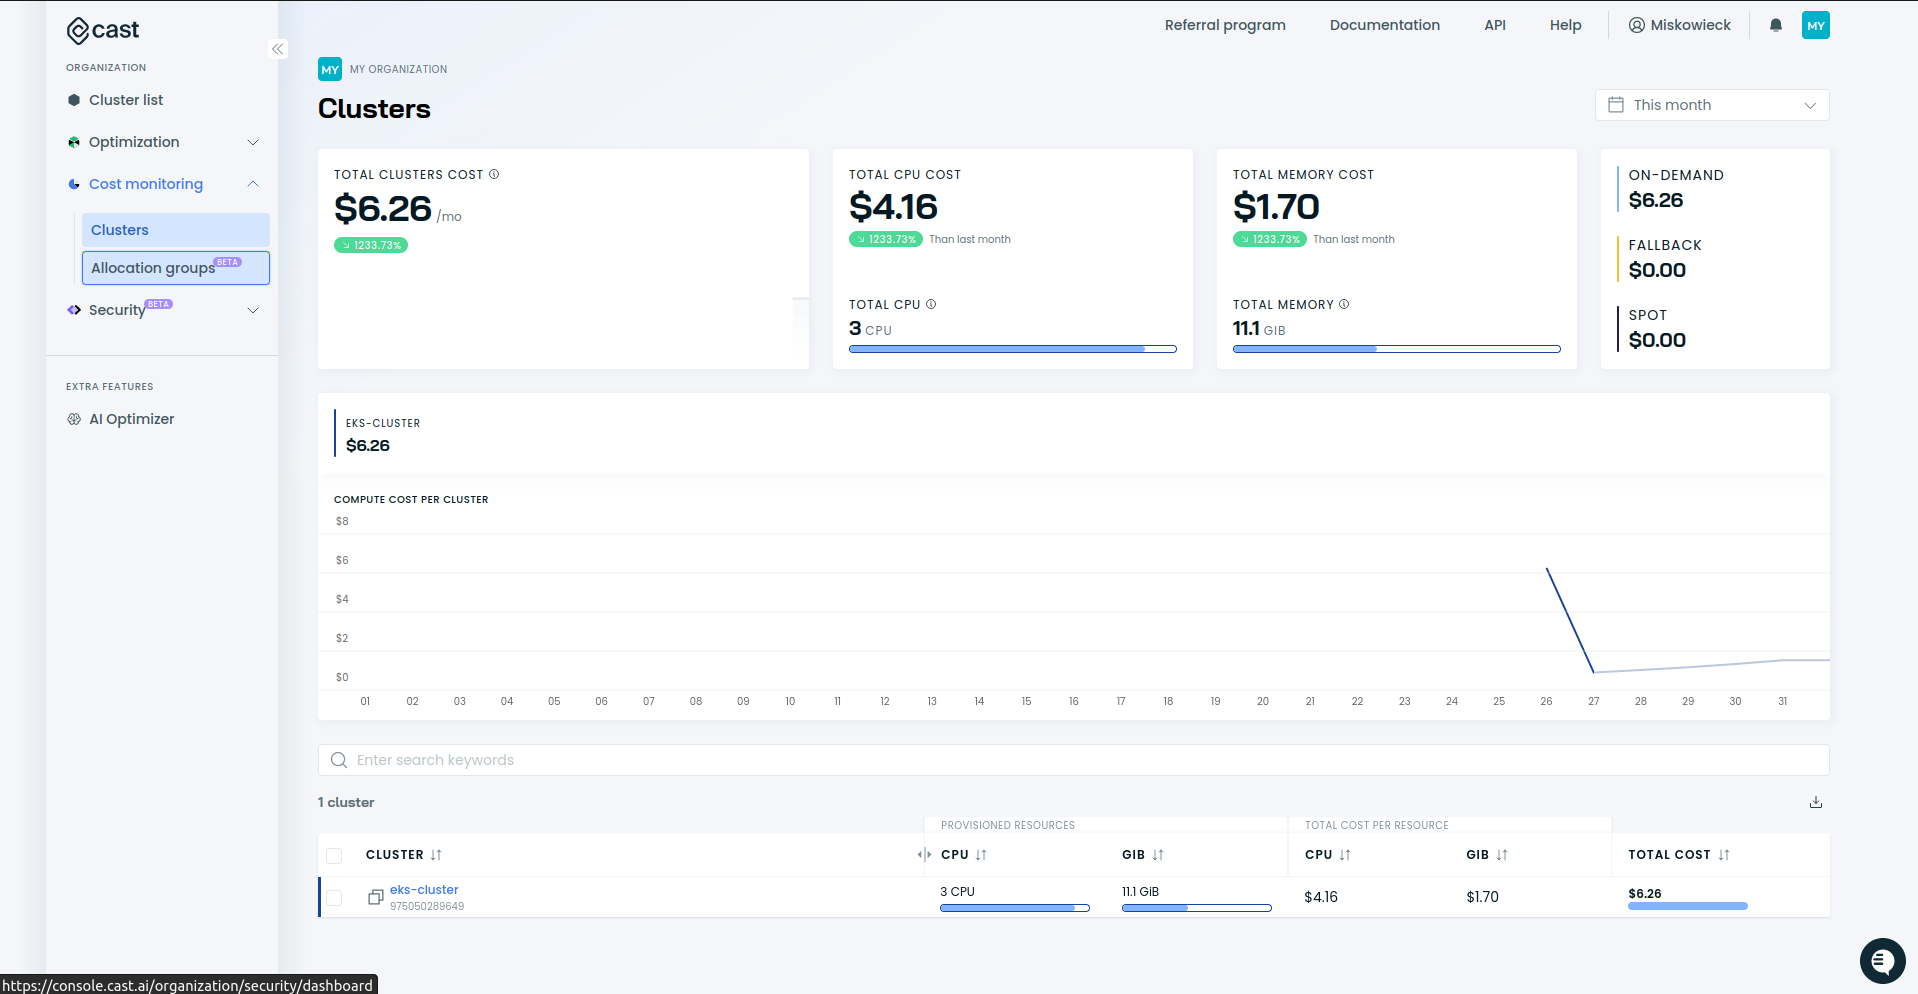 cast
Referral program
Documentation
API
Help
Miskowieck
MY
ORGANIZATION
Cluster list
Optimization
Cost monitoring
Clusters
Allocation groups BETA
Security BETA
EXTRA FEATURES
AI Optimizer
MY MY ORGANIZATION
Clusters
This month
TOTAL CLUSTERS COST
$6.26 /mo
1233.73%
TOTAL CPU COST
$4.16
1233.73% Than last month
TOTAL CPU
3 CPU
TOTAL MEMORY COST
$1.70
1233.73% Than last month
TOTAL MEMORY
11.1 GIB
ON-DEMAND
$6.26
FALLBACK
$0.00
SPOT
$0.00
EKS-CLUSTER
$6.26
COMPUTE COST PER CLUSTER
$8
$6
$4
$2
$0
01 02 03 04 05 06 07 08 09 10 11 12 13 14 15 16 17 18 19 20 21 22 23 24 25 26 27 28 29 30 31
Enter search keywords
1 cluster
PROVISIONED RESOURCES TOTAL COST PER RESOURCE
CLUSTER CPU GIB CPU GIB TOTAL COST
eks-cluster 3 CPU 11.1 GiB $4.16 $1.70 $6.26
975050289649
https://console.cast.ai/organization/security/dashboard